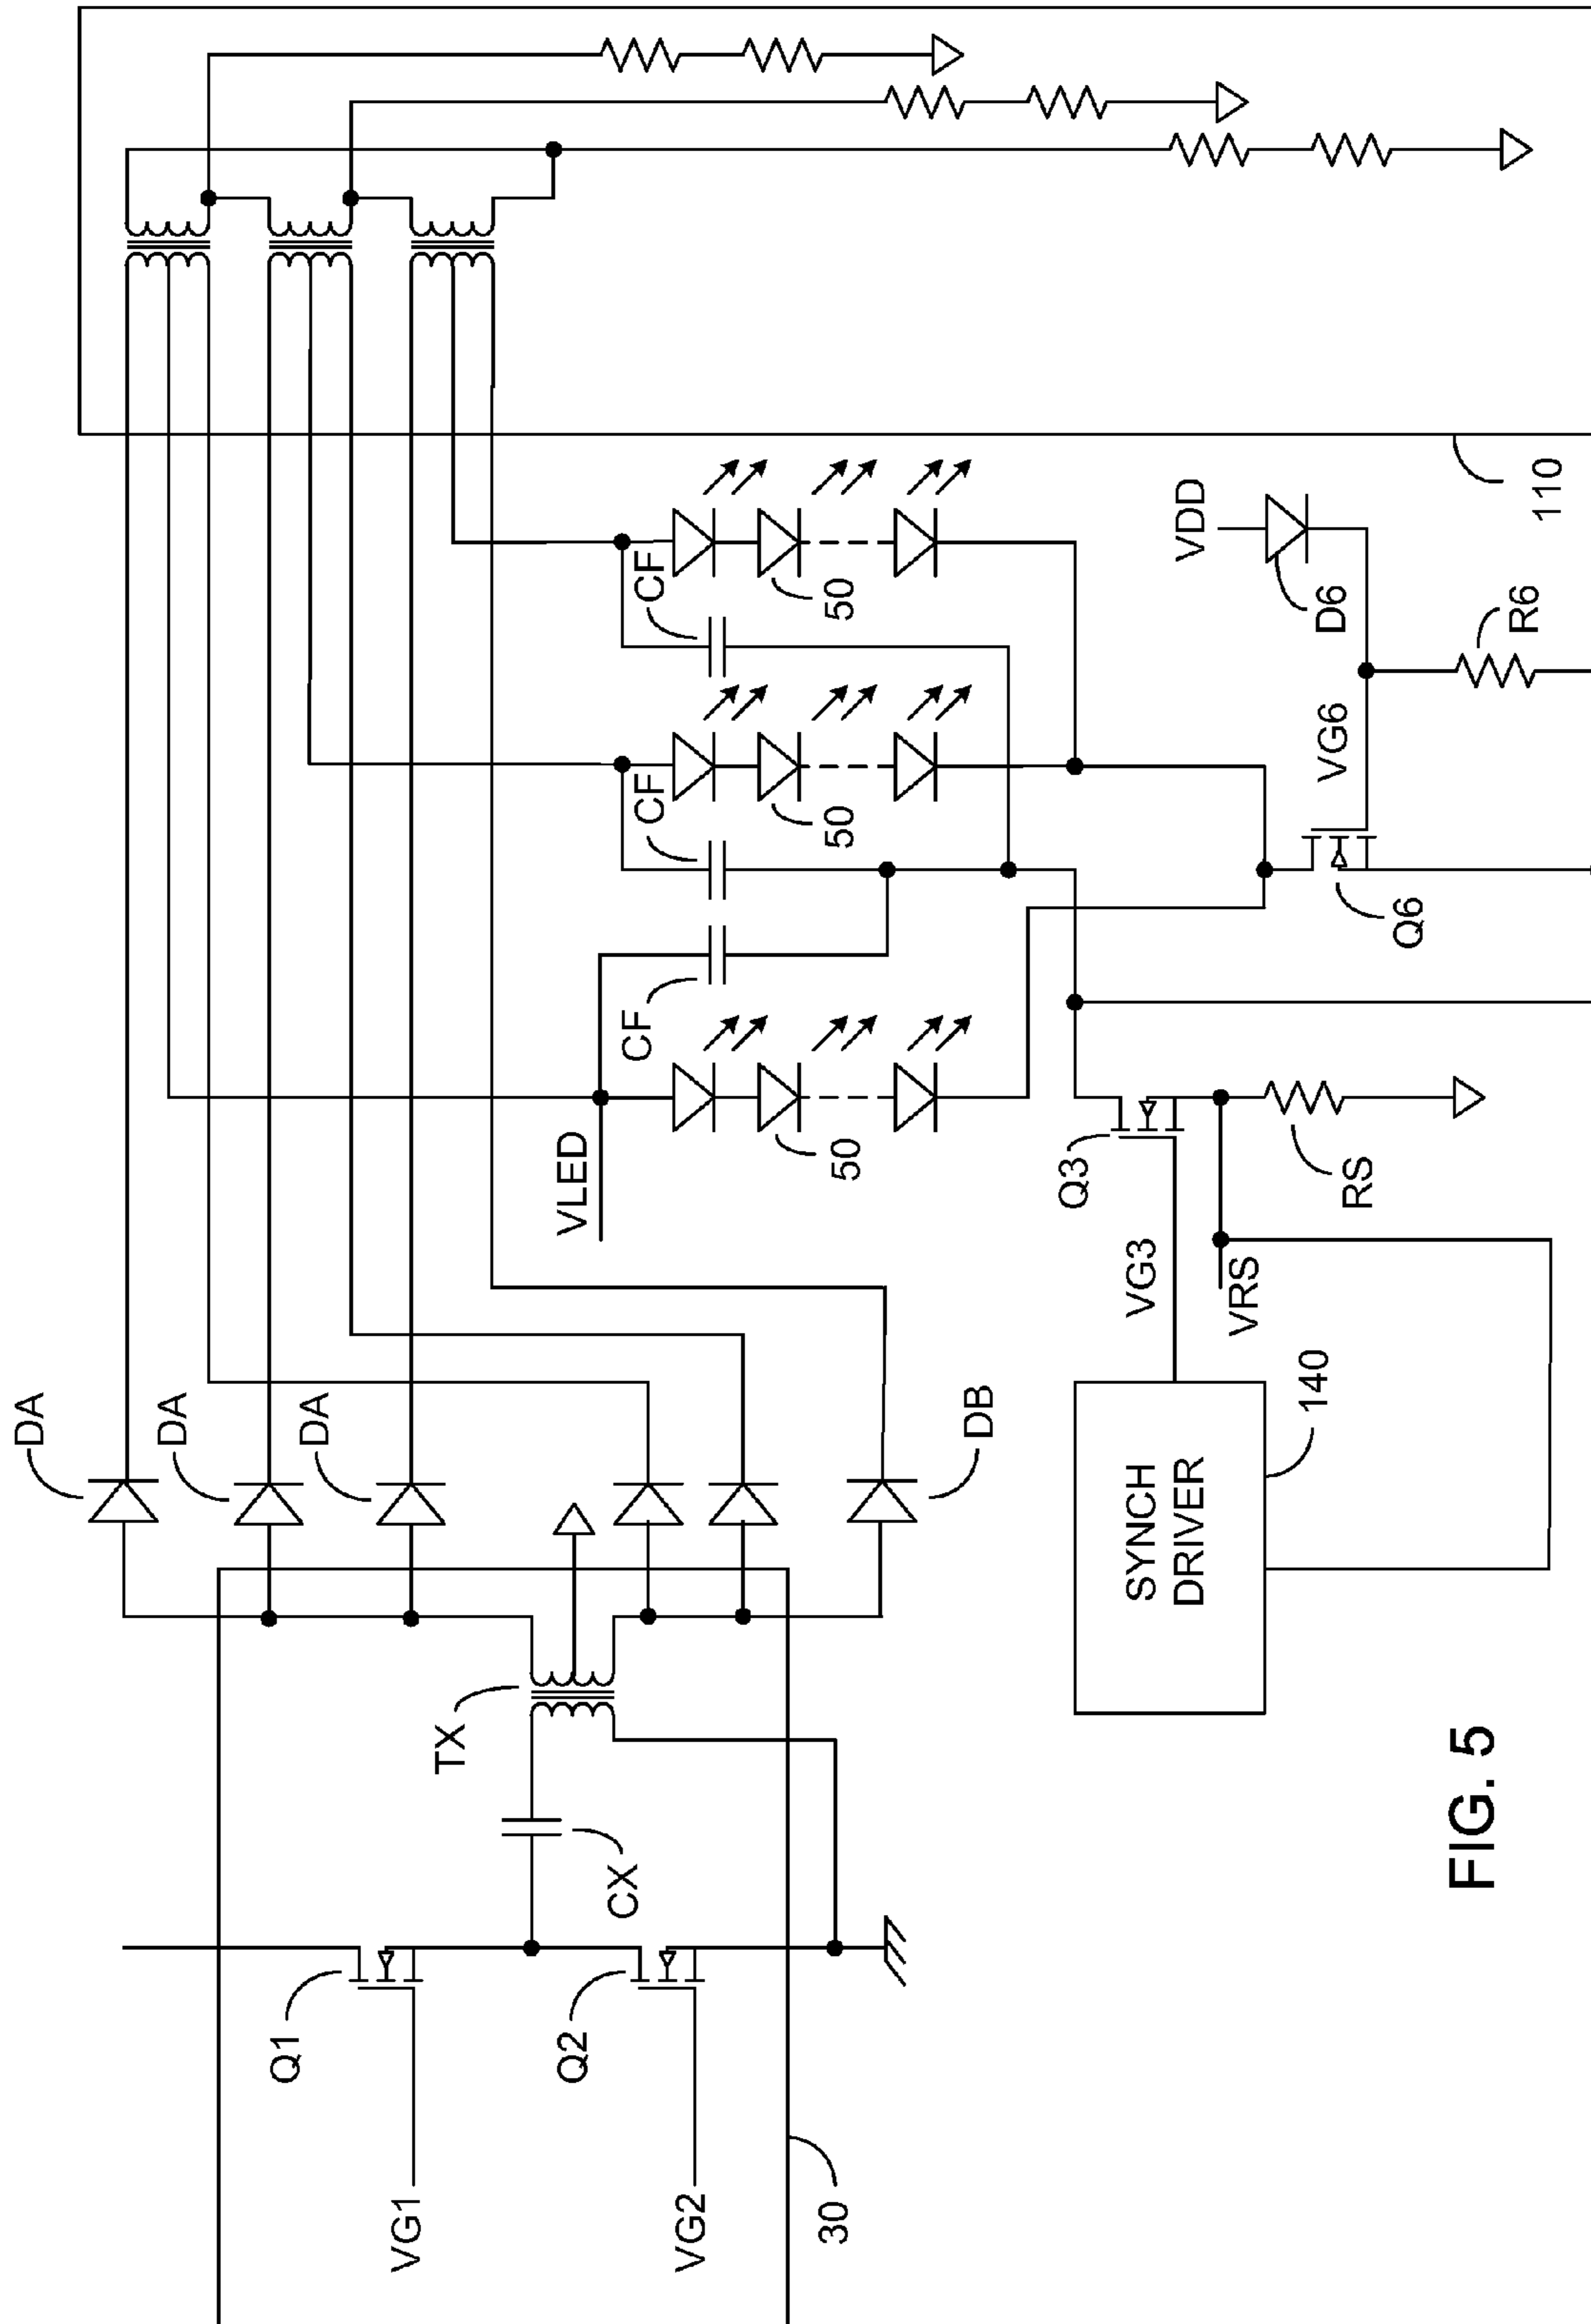 DA
DA
DA
DB
TX
CX
Q1
VG1
Q2
VG2
30
VLED
CF
CF
CF
50
50
50
Q3
VG3
VRS
RS
SYNCH
DRIVER
140
VDD
D6
VG6
R6
Q6
110
FIG. 5